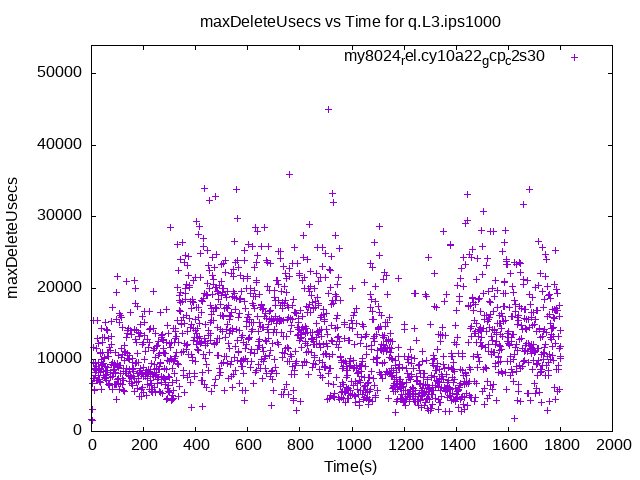 maxDeleteUsecs vs Time for q.L3.ips1000
my8024rel.cy10a22gcpc2s30
50000
40000
30000
20000
10000
0
maxDeleteUsecs
0 200 400 600 800 1000 1200 1400 1600 1800 2000
Time(s)